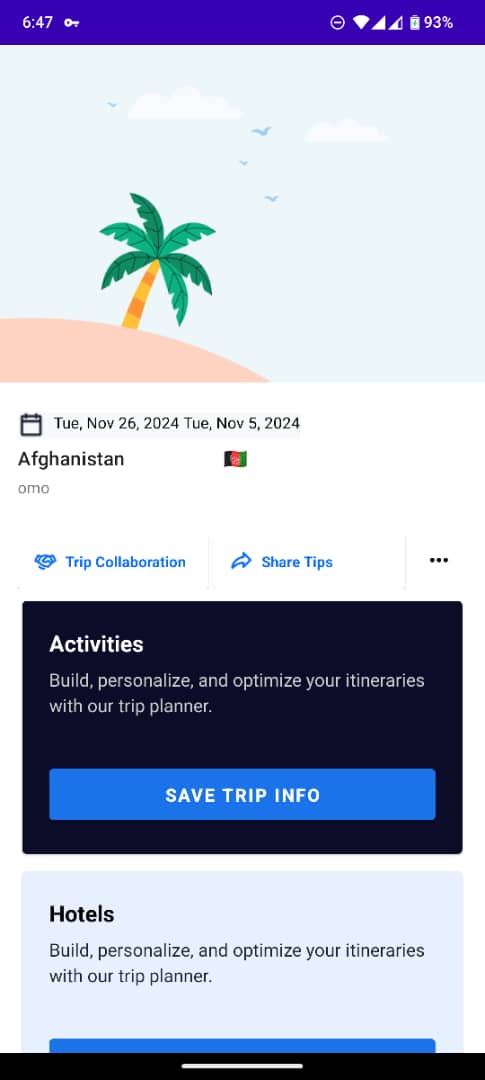 6:47 93%
Tue, Nov 26, 2024 Tue, Nov 5, 2024
Afghanistan
omo
Trip Collaboration Share Tips
Activities
Build, personalize, and optimize your itineraries
with our trip planner.
SAVE TRIP INFO
Hotels
Build, personalize, and optimize your itineraries
with our trip planner.